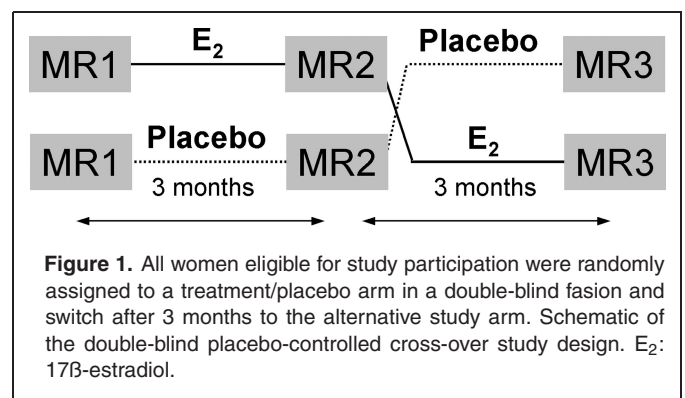 E₂ Placebo
MR1 MR2 MR3
Placebo E₂
MR1 MR2 MR3
3 months 3 months
Figure 1. All women eligible for study participation were randomly
assigned to a treatment/placebo arm in a double-blind fasion and
switch after 3 months to the alternative study arm. Schematic of
the double-blind placebo-controlled cross-over study design. E₂:
17ß-estradiol.